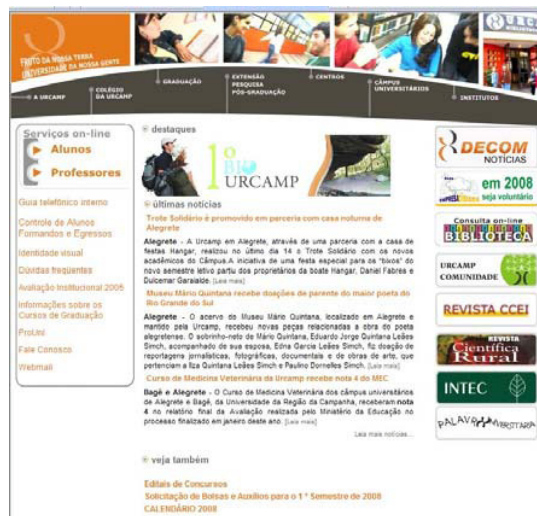 FRUTO DA NOSSA TERRA
UNIVERSIDADE DA NOSSA GENTE
A URCAMP
COLÉGIO
DA URCAMP
GRADUAÇÃO
EXTENSÃO
PESQUISA
PÓS-GRADUAÇÃO
CENTROS
CÂMPUS
UNIVERSITÁRIOS
INSTITUTOS
Serviços on-line
Alunos
Professores
Guia telefônico interno
Controle de Alunos
Formandos e Egressos
Identidade visual
Dúvidas freqüentes
Avaliação Institucional 2005
Informações sobre os
Cursos de Graduação
ProUni
Fale Conosco
Webmail
destaques
1º
BIO
URCAMP
últimas notícias
Trote Solidário é promovido em parceria com casa noturna de
Alegrete
Alegrete - A Urcamp em Alegrete, através de uma parceria com a casa de
festas Hangar, realizou no último dia 14 o Trote Solidário com os novos
acadêmicos do Câmpus.A iniciativa de uma festa especial para os "bixos" do
novo semestre letivo partiu dos proprietários da boate Hangar, Daniel Fabres e
Dulcemar Garaialde. [Leia mais]
Museu Mário Quintana recebe doações de parente do maior poeta do
Rio Grande do Sul
Alegrete - O acervo do Museu Mário Quintana, localizado em Alegrete e
mantido pela Urcamp, recebeu novas peças relacionadas a obra do poeta
alegretense. O sobrinho-neto de Mário Quintana, Eduardo Jorge Quintana Leães
Simch, acompanhado de sua esposa, Edna Garcia Leães Simch, fiz doação de
reportagens jornalísticas, fotográficas, documentais e de obras de arte, que
pertenciam a Ilza Quintana Leães Simch e Paulino Dornelles Simch. [Leia mais]
Curso de Medicina Veterinária da Urcamp recebe nota 4 do MEC
Bagé e Alegrete - O Curso de Medicina Veterinária dos câmpus universitários
de Alegrete e Bagé, da Universidade da Região da Campanha, receberam nota
4 no relatório final da Avaliação realizada pelo Ministério da Educação no
processo finalizado em janeiro deste ano. [Leia mais]
Leia mais notícias...
veja também
Editais de Concursos
Solicitação de Bolsas e Auxílios para o 1º Semestre de 2008
CALENDÁRIO 2008
DECOM
NOTÍCIAS
em 2008
seja voluntário
Consulta on-line
BIBLIOTECA
URCAMP
COMUNIDADE
REVISTA CCEI
REVISTA
Científica
Rural
INTEC
PALAVRA UNIVERSITÁRIA